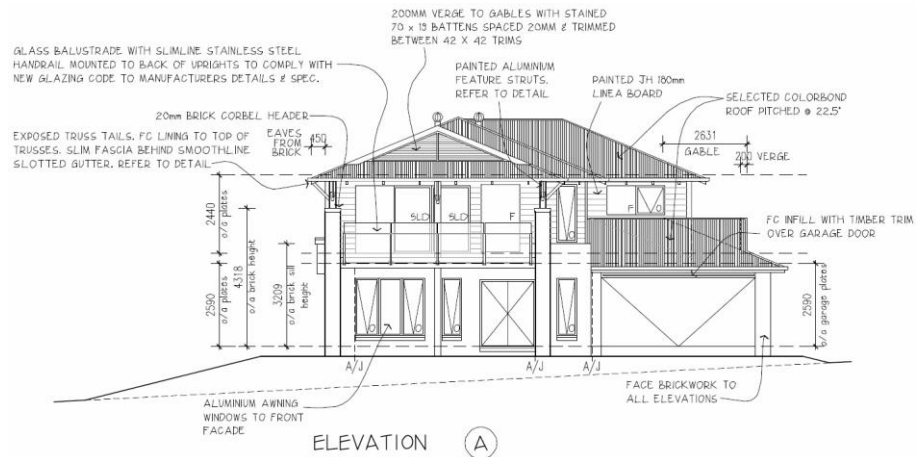 200MM VERGE TO GABLES WITH STAINED
70 x 19 BATTENS SPACED 20MM & TRIMMED
BETWEEN 42 X 42 TRIMS
GLASS BALUSTRADE WITH SLIMLINE STAINLESS STEEL
HANDRAIL MOUNTED TO BACK OF UPRIGHTS TO COMPLY WITH
NEW GLAZING CODE TO MANUFACTURERS DETAILS & SPEC.
PAINTED ALUMINIUM
FEATURE STRUTS.
REFER TO DETAIL
PAINTED JH 180mm
LINEA BOARD
SELECTED COLORBOND
ROOF PITCHED @ 22.5°
20mm BRICK CORBEL HEADER
EXPOSED TRUSS TAILS. FC LINING TO TOP OF
TRUSSES. SLIM FASCIA BEHIND SMOOTHLINE
SLOTTED GUTTER. REFER TO DETAIL
EAVES
FROM
BRICK
450
2631
GABLE
200 VERGE
2440
o/a plates
4318
o/a brick height
3209
o/a brick sill
height
2590
o/a plates
SLD
SLD
F
F
FC INFILL WITH TIMBER TRIM
OVER GARAGE DOOR
2590
o/a garage plates
A/J
A/J
A/J
ALUMINIUM AWNING
WINDOWS TO FRONT
FACADE
FACE BRICKWORK TO
ALL ELEVATIONS
ELEVATION A